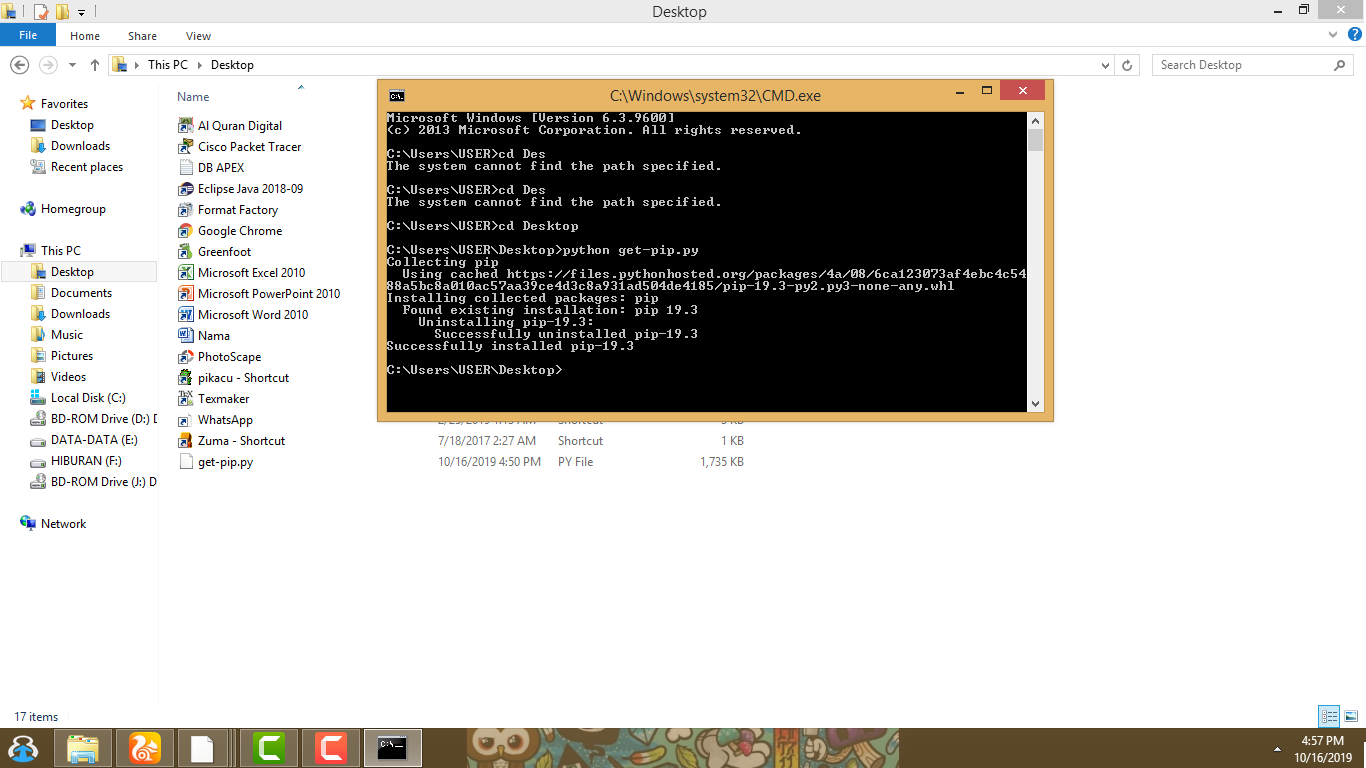 Desktop
File
Home
Share
View
This PC
Desktop
Search Desktop
Favorites
Desktop
Downloads
Recent places
Homegroup
This PC
Desktop
Documents
Downloads
Music
Pictures
Videos
Local Disk (C:)
BD-ROM Drive (D:) D
DATA-DATA (E:)
HIBURAN (F:)
BD-ROM Drive (J:) D
Network
Name
Al Quran Digital
Cisco Packet Tracer
DB APEX
Eclipse Java 2018-09
Format Factory
Google Chrome
Greenfoot
Microsoft Excel 2010
Microsoft PowerPoint 2010
Microsoft Word 2010
Nama
PhotoScape
pikacu - Shortcut
Texmaker
WhatsApp
Zuma - Shortcut 7/18/2017 2:27 AM Shortcut 1 KB
get-pip.py 10/16/2019 4:50 PM PY File 1,735 KB
C:\Windows\system32\CMD.exe
Microsoft Windows [Version 6.3.9600]
(c) 2013 Microsoft Corporation. All rights reserved.
C:\Users\USER>cd Des
The system cannot find the path specified.
C:\Users\USER>cd Des
The system cannot find the path specified.
C:\Users\USER>cd Desktop
C:\Users\USER\Desktop>python get-pip.py
Collecting pip
Using cached https://files.pythonhosted.org/packages/4a/08/6ca123073af4ebc4c54
88a5bc8a010ac57aa39ce4d3c8a931ad504de4185/pip-19.3-py2.py3-none-any.whl
Installing collected packages: pip
Found existing installation: pip 19.3
Uninstalling pip-19.3:
Successfully uninstalled pip-19.3
Successfully installed pip-19.3
C:\Users\USER\Desktop>
17 items
4:57 PM
10/16/2019